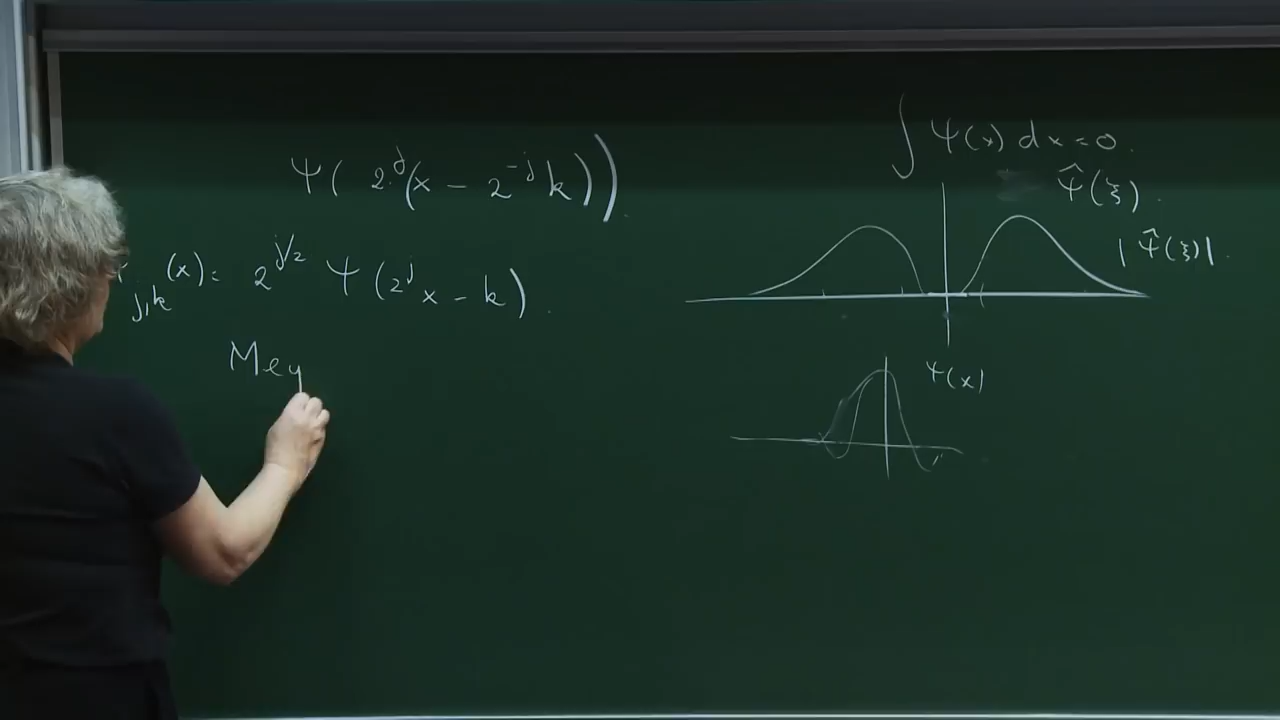 Ψ( 2^j(x − 2^{-j} k)).
j,k (x) = 2^{j/2} Ψ (2^j x − k).
Mey
∫ Ψ(x) dx = 0.
Ψ̂(ξ).
|Ψ̂(ξ)|.
Ψ(x)